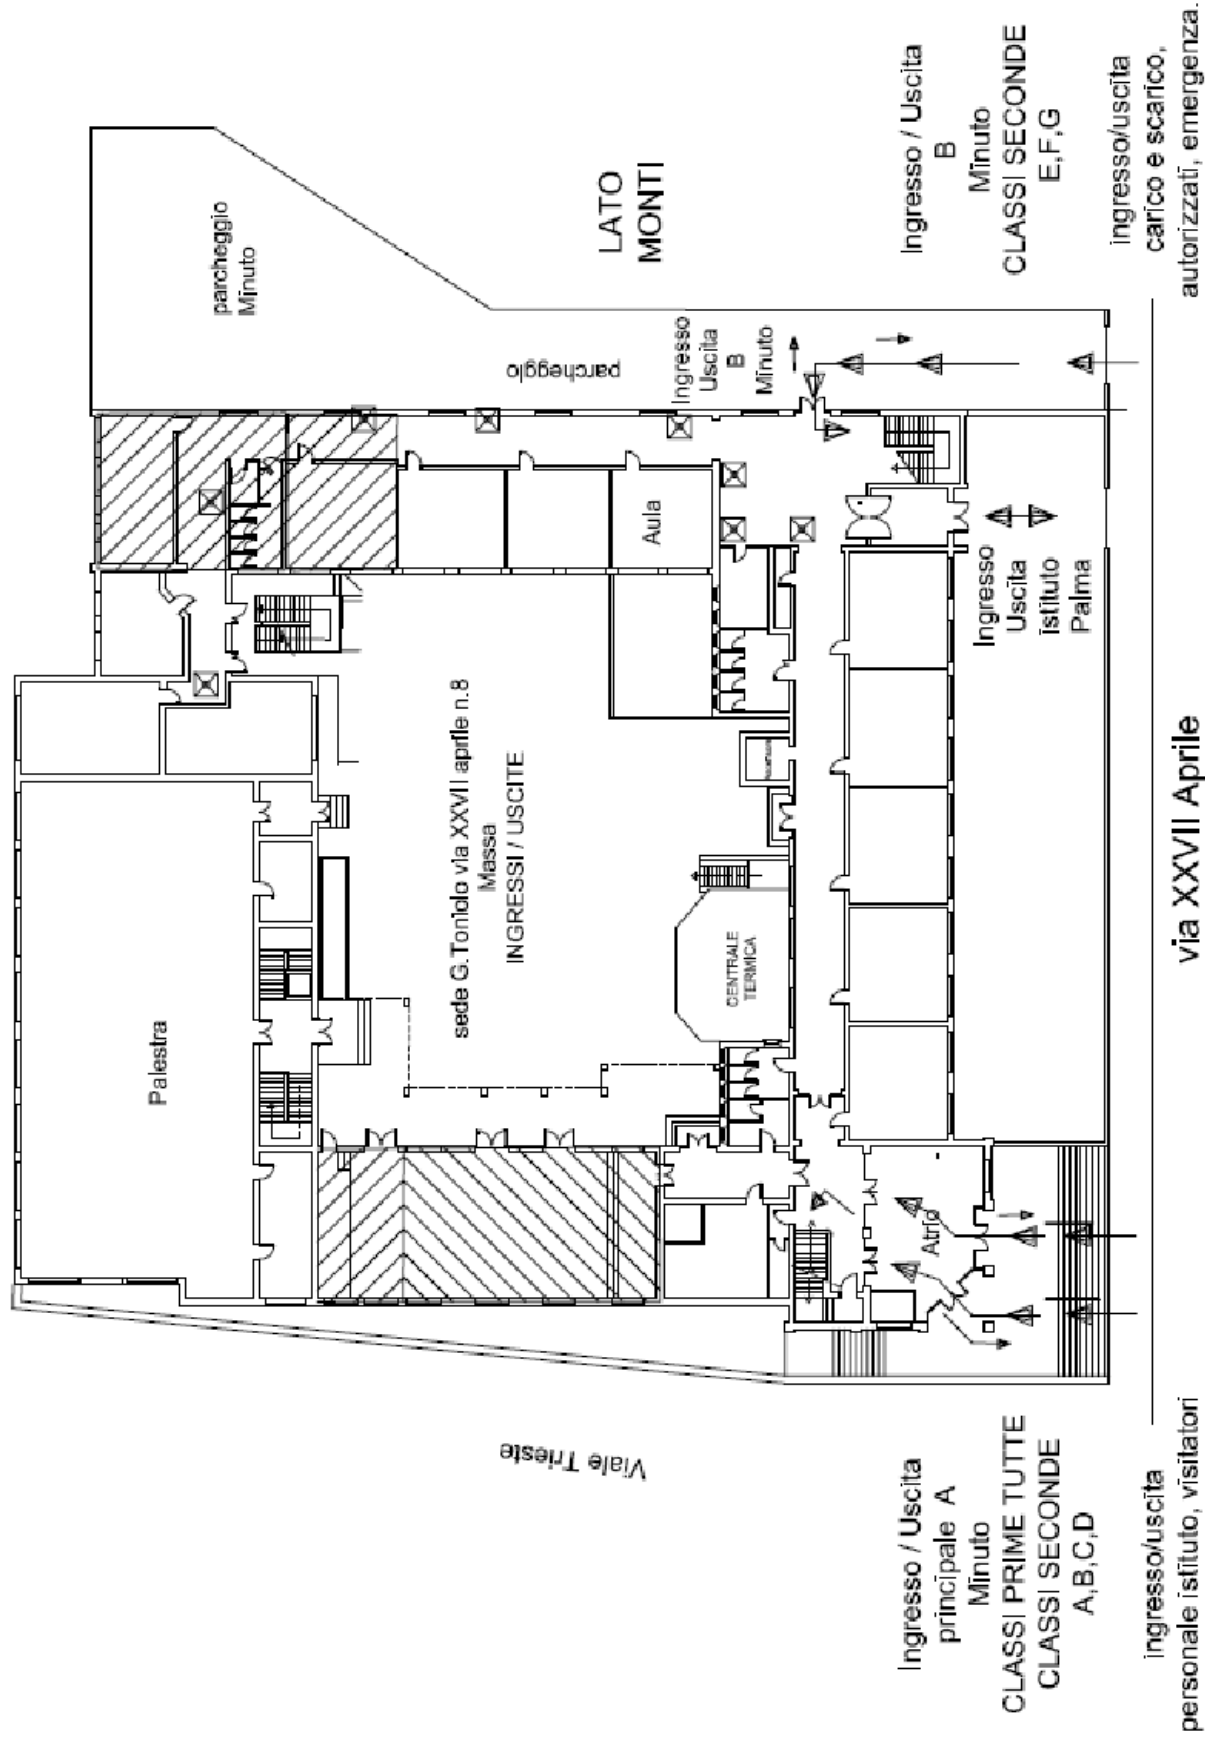 parcheggio
Minuto
LATO
MONTI
Ingresso / Uscita
B
Minuto
CLASSI SECONDE
E,F,G
ingresso/uscita
carico e scarico,
autorizzati, emergenza.
parcheggio
Ingresso
Uscita
B
Minuto
Aula
Ingresso
Uscita
istituto
Palma
sede G.Toniolo via XXVII aprile n.8
Massa
INGRESSI / USCITE
CENTRALE
TERMICA
Palestra
Atrio
via XXVII Aprile
Viale Trieste
Ingresso / Uscita
principale A
Minuto
CLASSI PRIME TUTTE
CLASSI SECONDE
A,B,C,D
ingresso/uscita
personale istituto, visitatori